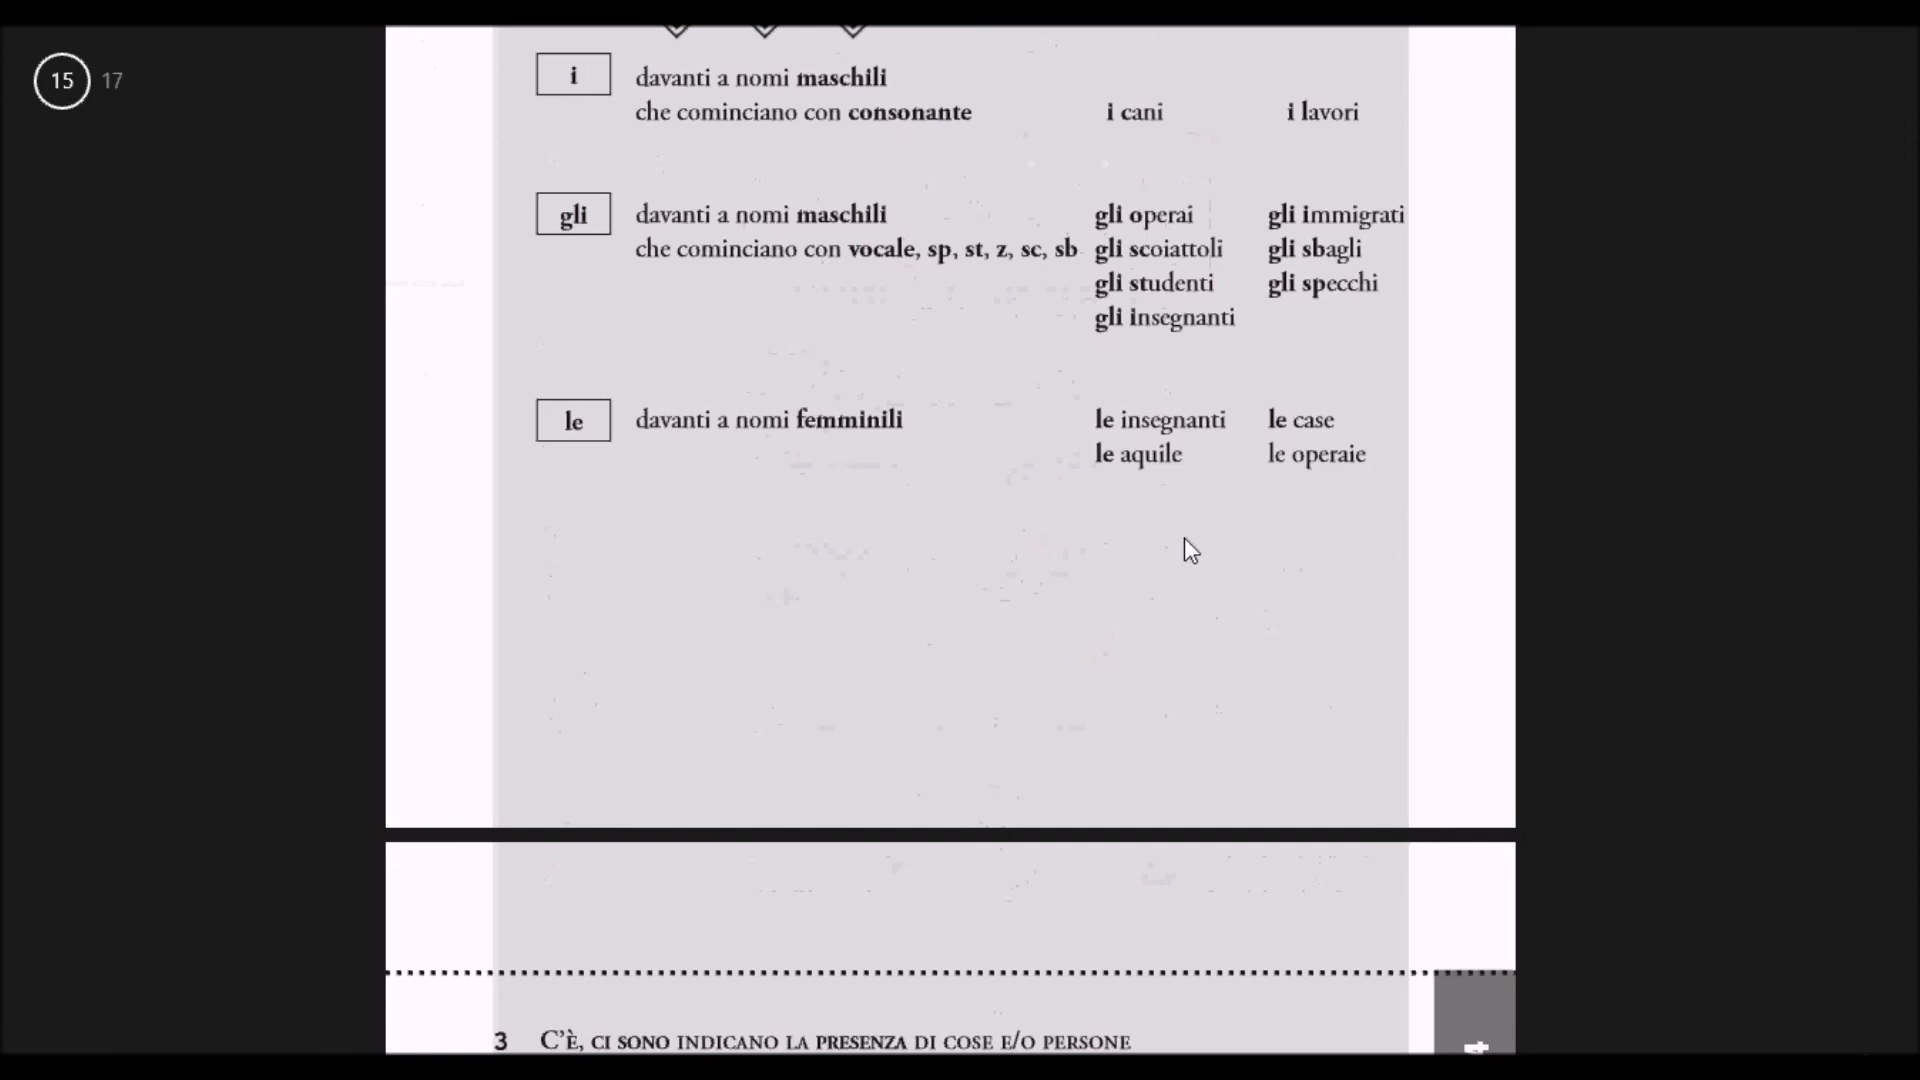 15 17
i davanti a nomi maschili
che cominciano con consonante i cani i lavori
gli davanti a nomi maschili gli operai gli immigrati
che cominciano con vocale, sp, st, z, sc, sb gli scoiattoli gli sbagli
gli studenti gli specchi
gli insegnanti
le davanti a nomi femminili le insegnanti le case
le aquile le operaie
3 C'È, CI SONO INDICANO LA PRESENZA DI COSE E/O PERSONE